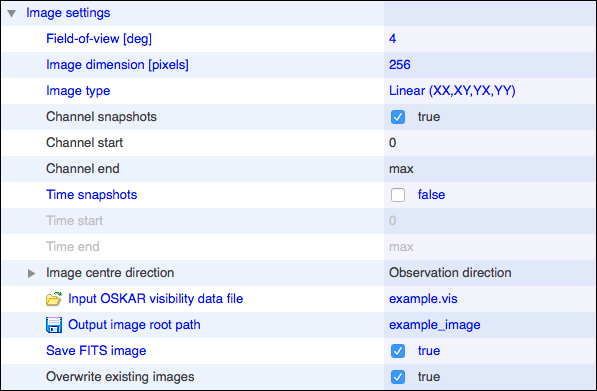 Image settings
Field-of-view [deg] 4
Image dimension [pixels] 256
Image type Linear (XX,XY,YX,YY)
Channel snapshots true
Channel start 0
Channel end max
Time snapshots false
Time start 0
Time end max
Image centre direction Observation direction
Input OSKAR visibility data file example.vis
Output image root path example_image
Save FITS image true
Overwrite existing images true